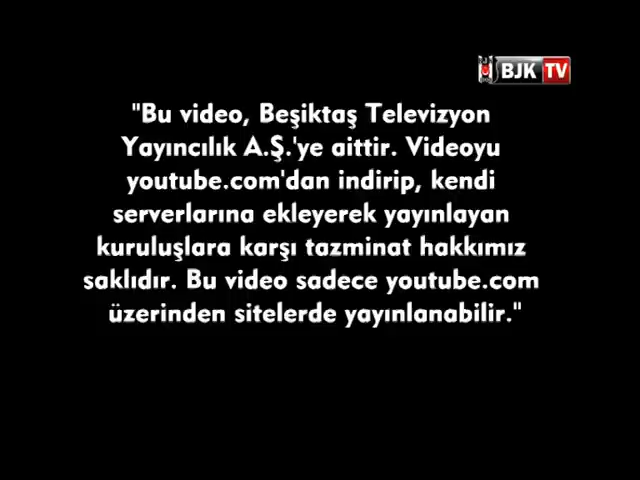 BJK TV
"Bu video, Beşiktaş Televizyon
Yayıncılık A.Ş.'ye aittir. Videoyu
youtube.com'dan indirip, kendi
serverlarına ekleyerek yayınlayan
kuruluşlara karşı tazminat hakkımız
saklıdır. Bu video sadece youtube.com
üzerinden sitelerde yayınlanabilir."